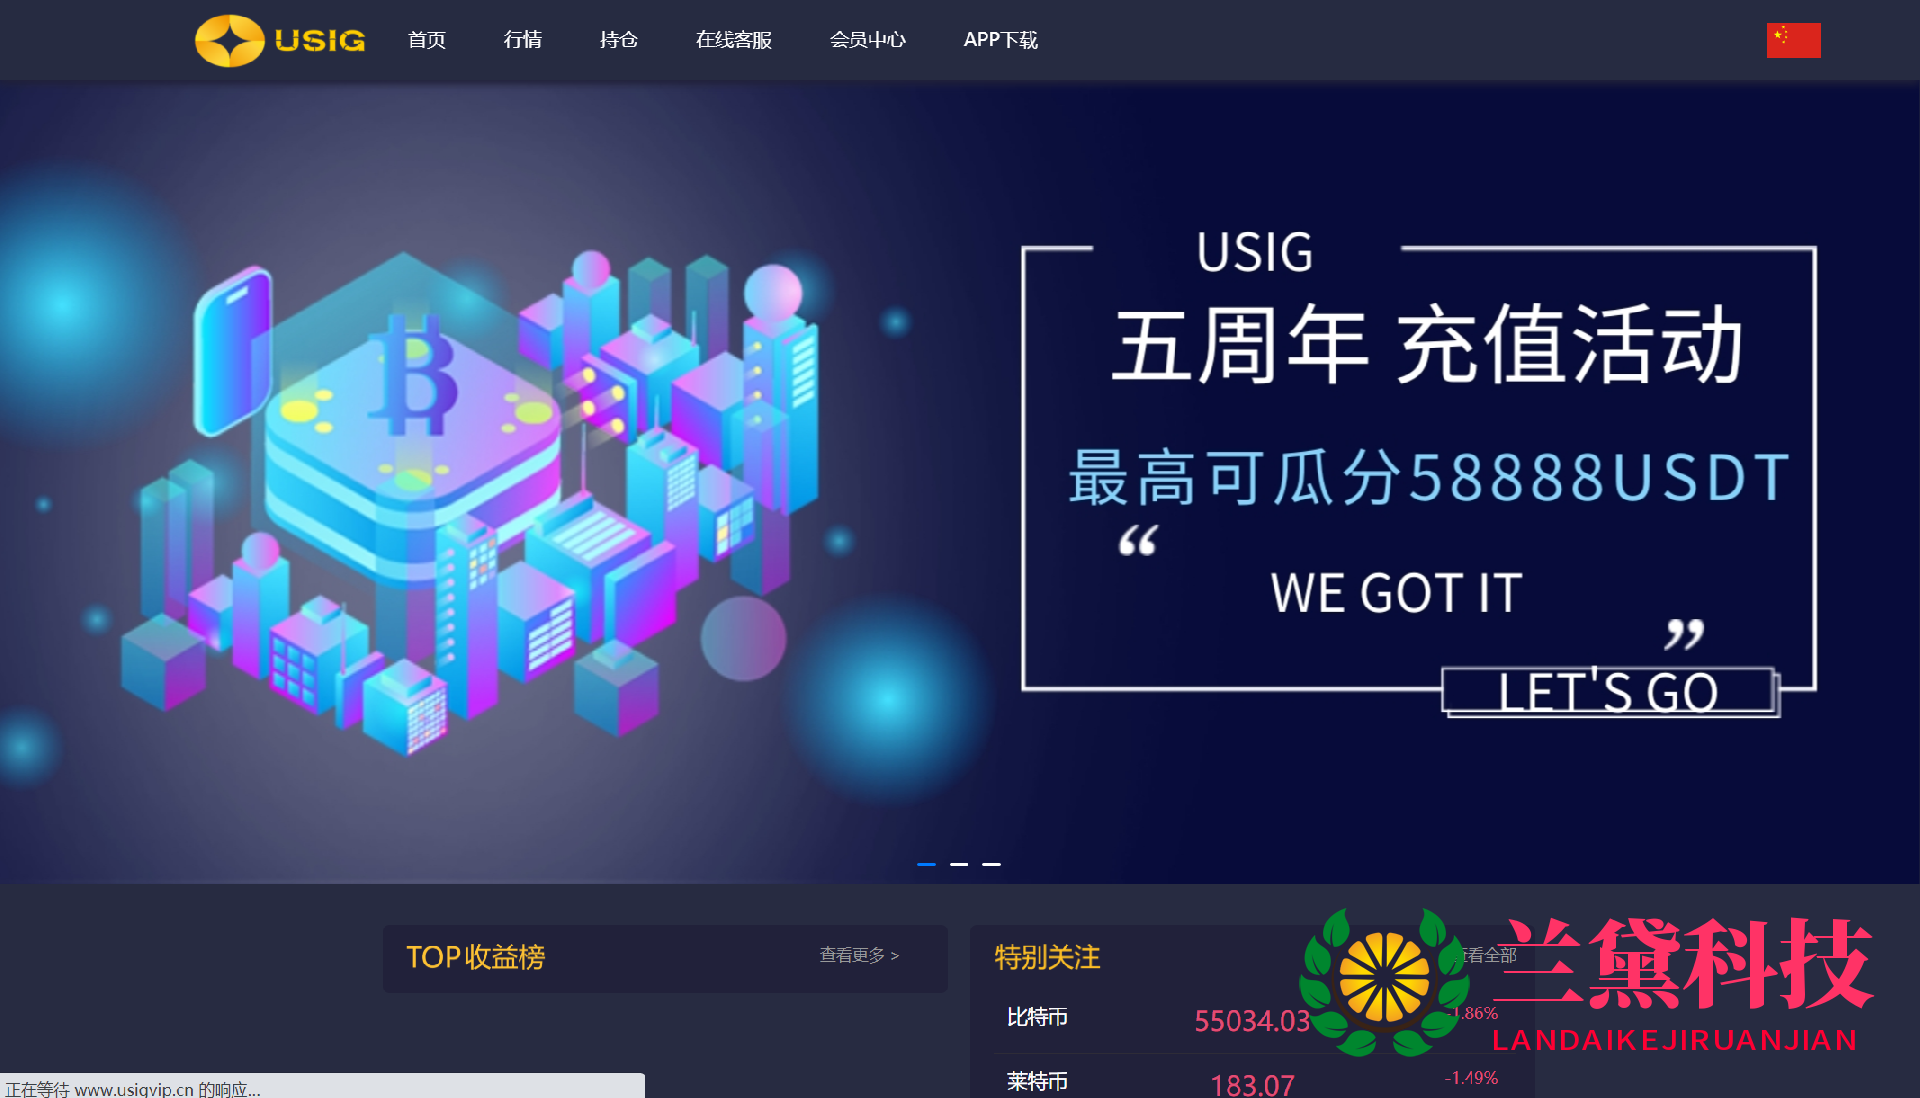 USIG 首页 行情 持仓 在线客服 会员中心 APP下载
USIG
五周年 充值活动
最高可瓜分58888USDT
“
WE GOT IT
”
LET'S GO
TOP收益榜 查看更多 >
特别关注 查看全部
比特币 55034.03 -1.86%
莱特币 183.07 -1.49%
兰黛科技
LANDAIKEJIRUANJIAN
正在等待 www.usigvip.cn 的响应...